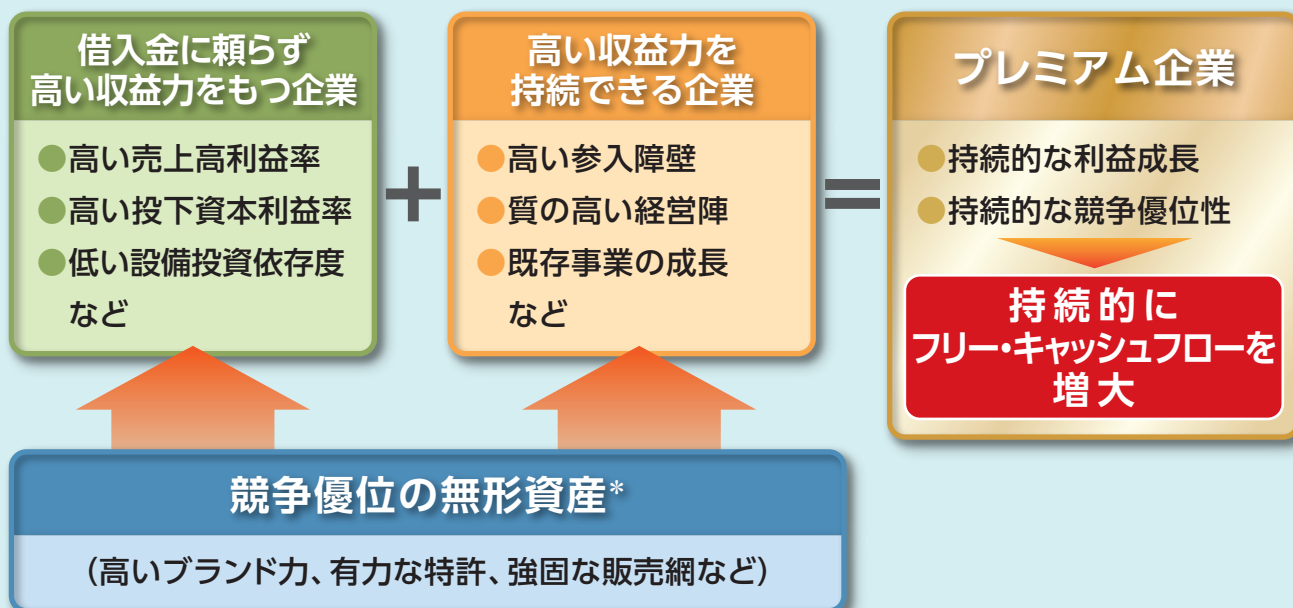 借入金に頼らず
高い収益力をもつ企業
●高い売上高利益率
●高い投下資本利益率
●低い設備投資依存度
など
+
高い収益力を
持続できる企業
●高い参入障壁
●質の高い経営陣
●既存事業の成長
など
=
プレミアム企業
●持続的な利益成長
●持続的な競争優位性
持続的に
フリー・キャッシュフローを
増大
競争優位の無形資産*
（高いブランド力、有力な特許、強固な販売網など）